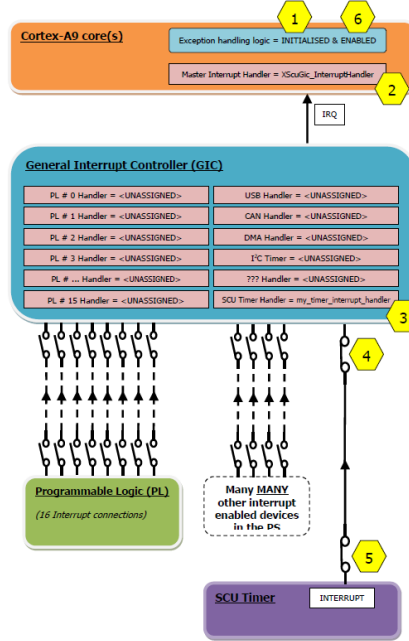 1
6
Cortex-A9 core(s)
Exception handling logic = INITIALISED & ENABLED
Master Interrupt Handler = XScuGic_InterruptHandler
2
IRQ
General Interrupt Controller (GIC)
PL # 0 Handler = <UNASSIGNED>
USB Handler = <UNASSIGNED>
PL # 1 Handler = <UNASSIGNED>
CAN Handler = <UNASSIGNED>
PL # 2 Handler = <UNASSIGNED>
DMA Handler = <UNASSIGNED>
PL # 3 Handler = <UNASSIGNED>
I²C Timer = <UNASSIGNED>
PL # ... Handler = <UNASSIGNED>
??? Handler = <UNASSIGNED>
PL # 15 Handler = <UNASSIGNED>
SCU Timer Handler = my_timer_interrupt_handler
3
4
Programmable Logic (PL)
(16 Interrupt connections)
Many MANY
other interrupt
enabled devices
in the PS
5
SCU Timer
INTERRUPT